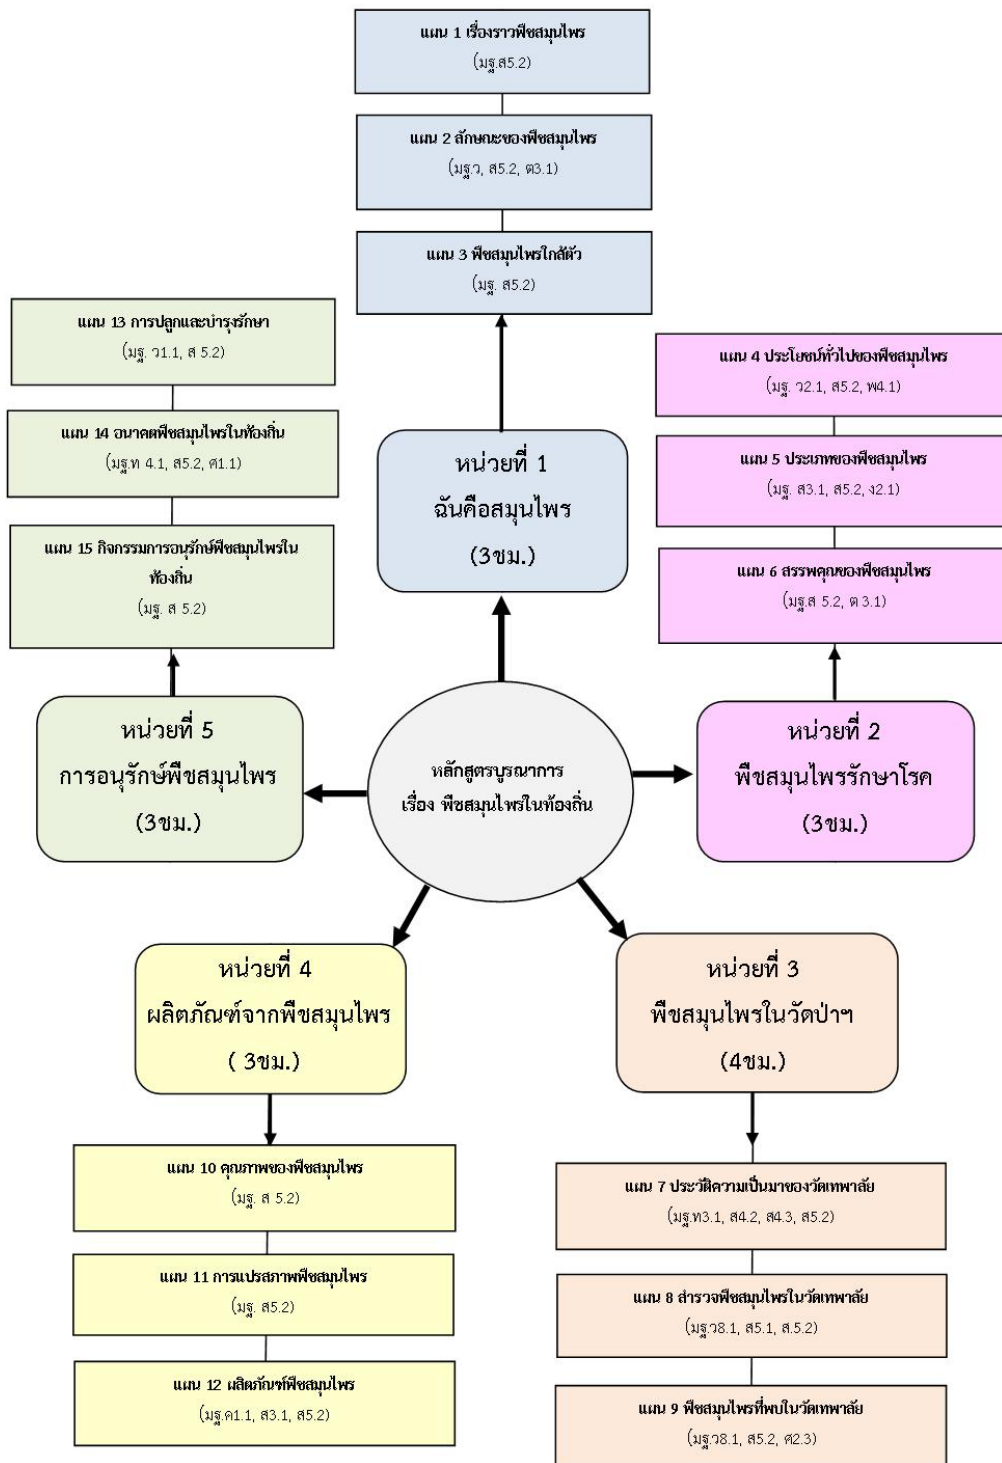 แผน 1 เรื่องราวพืชสมุนไพร
(มฐ.ส5.2)
แผน 2 ลักษณะของพืชสมุนไพร
(มฐ.ว, ส5.2, ต3.1)
แผน 3 พืชสมุนไพรใกล้ตัว
(มฐ. ส5.2)
หน่วยที่ 1
ฉันคือสมุนไพร
(3ชม.)
แผน 4 ประโยชน์ทั่วไปของพืชสมุนไพร
(มฐ. ว2.1, ส5.2, พ4.1)
แผน 5 ประเภทของพืชสมุนไพร
(มฐ. ส3.1, ส5.2, ง2.1)
แผน 6 สรรพคุณของพืชสมุนไพร
(มฐ.ส 5.2, ต 3.1)
หน่วยที่ 2
พืชสมุนไพรรักษาโรค
(3ชม.)
แผน 13 การปลูกและบำรุงรักษา
(มฐ. ว1.1, ส 5.2)
แผน 14 อนาคตพืชสมุนไพรในท้องถิ่น
(มฐ.ท 4.1, ส5.2, ศ1.1)
แผน 15 กิจกรรมการอนุรักษ์พืชสมุนไพรใน
ท้องถิ่น
(มฐ. ส 5.2)
หน่วยที่ 5
การอนุรักษ์พืชสมุนไพร
(3ชม.)
หลักสูตรบูรณาการ
เรื่อง พืชสมุนไพรในท้องถิ่น
หน่วยที่ 4
ผลิตภัณฑ์จากพืชสมุนไพร
( 3ชม.)
แผน 10 คุณภาพของพืชสมุนไพร
(มฐ. ส 5.2)
แผน 11 การแปรสภาพพืชสมุนไพร
(มฐ. ส5.2)
แผน 12 ผลิตภัณฑ์พืชสมุนไพร
(มฐ.ค1.1, ส3.1, ส5.2)
หน่วยที่ 3
พืชสมุนไพรในวัดป่าฯ
(4ชม.)
แผน 7 ประวัติความเป็นมาของวัดเทพาลัย
(มฐ.ท3.1, ส4.2, ส4.3, ส5.2)
แผน 8 สำรวจพืชสมุนไพรในวัดเทพาลัย
(มฐ.ว8.1, ส5.1, ส.5.2)
แผน 9 พืชสมุนไพรที่พบในวัดเทพาลัย
(มฐ.ว8.1, ส5.2, ศ2.3)